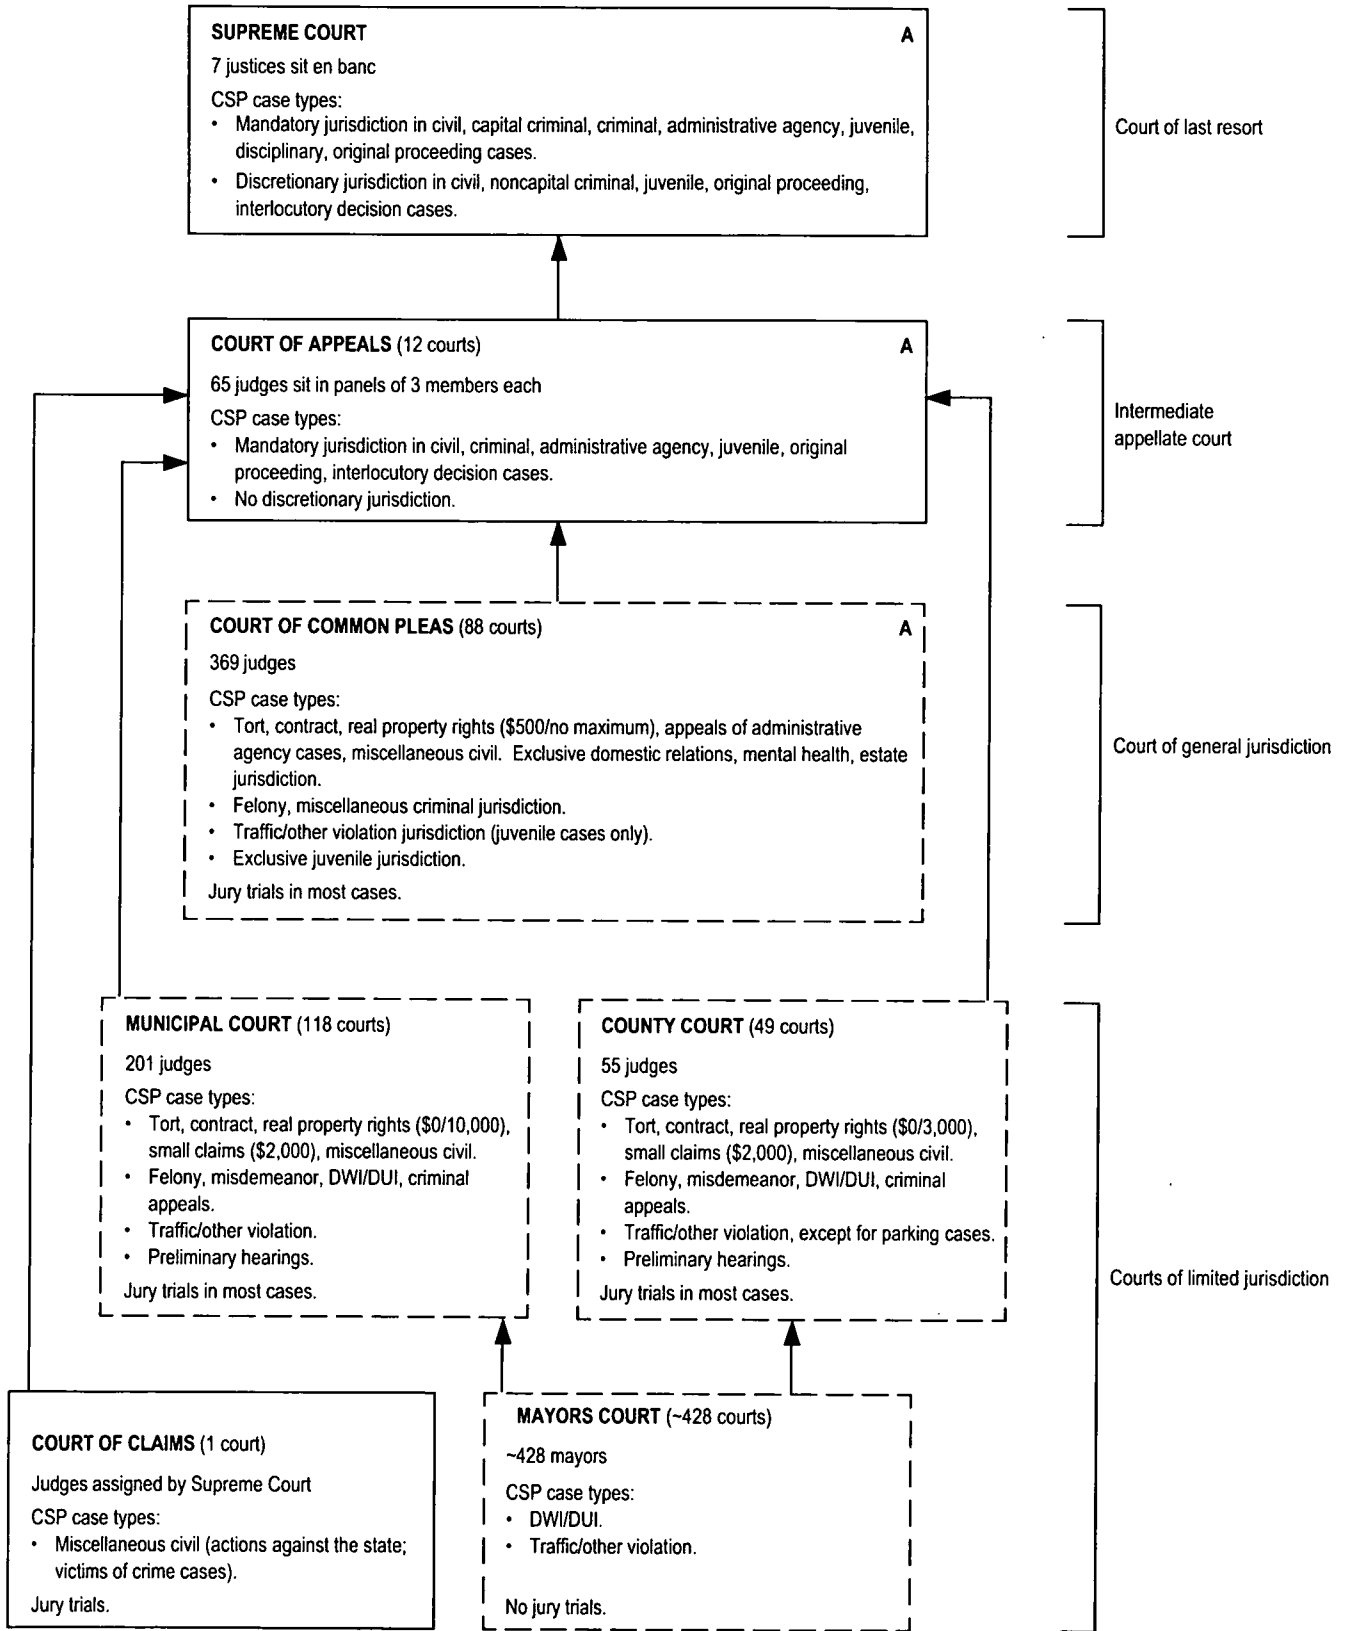 SUPREME COURT A
7 justices sit en banc
CSP case types:
• Mandatory jurisdiction in civil, capital criminal, criminal, administrative agency, juvenile,
disciplinary, original proceeding cases.
• Discretionary jurisdiction in civil, noncapital criminal, juvenile, original proceeding,
interlocutory decision cases.
Court of last resort
COURT OF APPEALS (12 courts) A
65 judges sit in panels of 3 members each
CSP case types:
• Mandatory jurisdiction in civil, criminal, administrative agency, juvenile, original
proceeding, interlocutory decision cases.
• No discretionary jurisdiction.
Intermediate
appellate court
COURT OF COMMON PLEAS (88 courts) A
369 judges
CSP case types:
• Tort, contract, real property rights ($500/no maximum), appeals of administrative
agency cases, miscellaneous civil. Exclusive domestic relations, mental health, estate
jurisdiction.
• Felony, miscellaneous criminal jurisdiction.
• Traffic/other violation jurisdiction (juvenile cases only).
• Exclusive juvenile jurisdiction.
Jury trials in most cases.
Court of general jurisdiction
MUNICIPAL COURT (118 courts)
201 judges
CSP case types:
• Tort, contract, real property rights ($0/10,000),
small claims ($2,000), miscellaneous civil.
• Felony, misdemeanor, DWI/DUI, criminal
appeals.
• Traffic/other violation.
• Preliminary hearings.
Jury trials in most cases.
COUNTY COURT (49 courts)
55 judges
CSP case types:
• Tort, contract, real property rights ($0/3,000),
small claims ($2,000), miscellaneous civil.
• Felony, misdemeanor, DWI/DUI, criminal
appeals.
• Traffic/other violation, except for parking cases.
• Preliminary hearings.
Jury trials in most cases.
Courts of limited jurisdiction
COURT OF CLAIMS (1 court)
Judges assigned by Supreme Court
CSP case types:
• Miscellaneous civil (actions against the state;
victims of crime cases).
Jury trials.
MAYORS COURT (~428 courts)
~428 mayors
CSP case types:
• DWI/DUI.
• Traffic/other violation.
No jury trials.